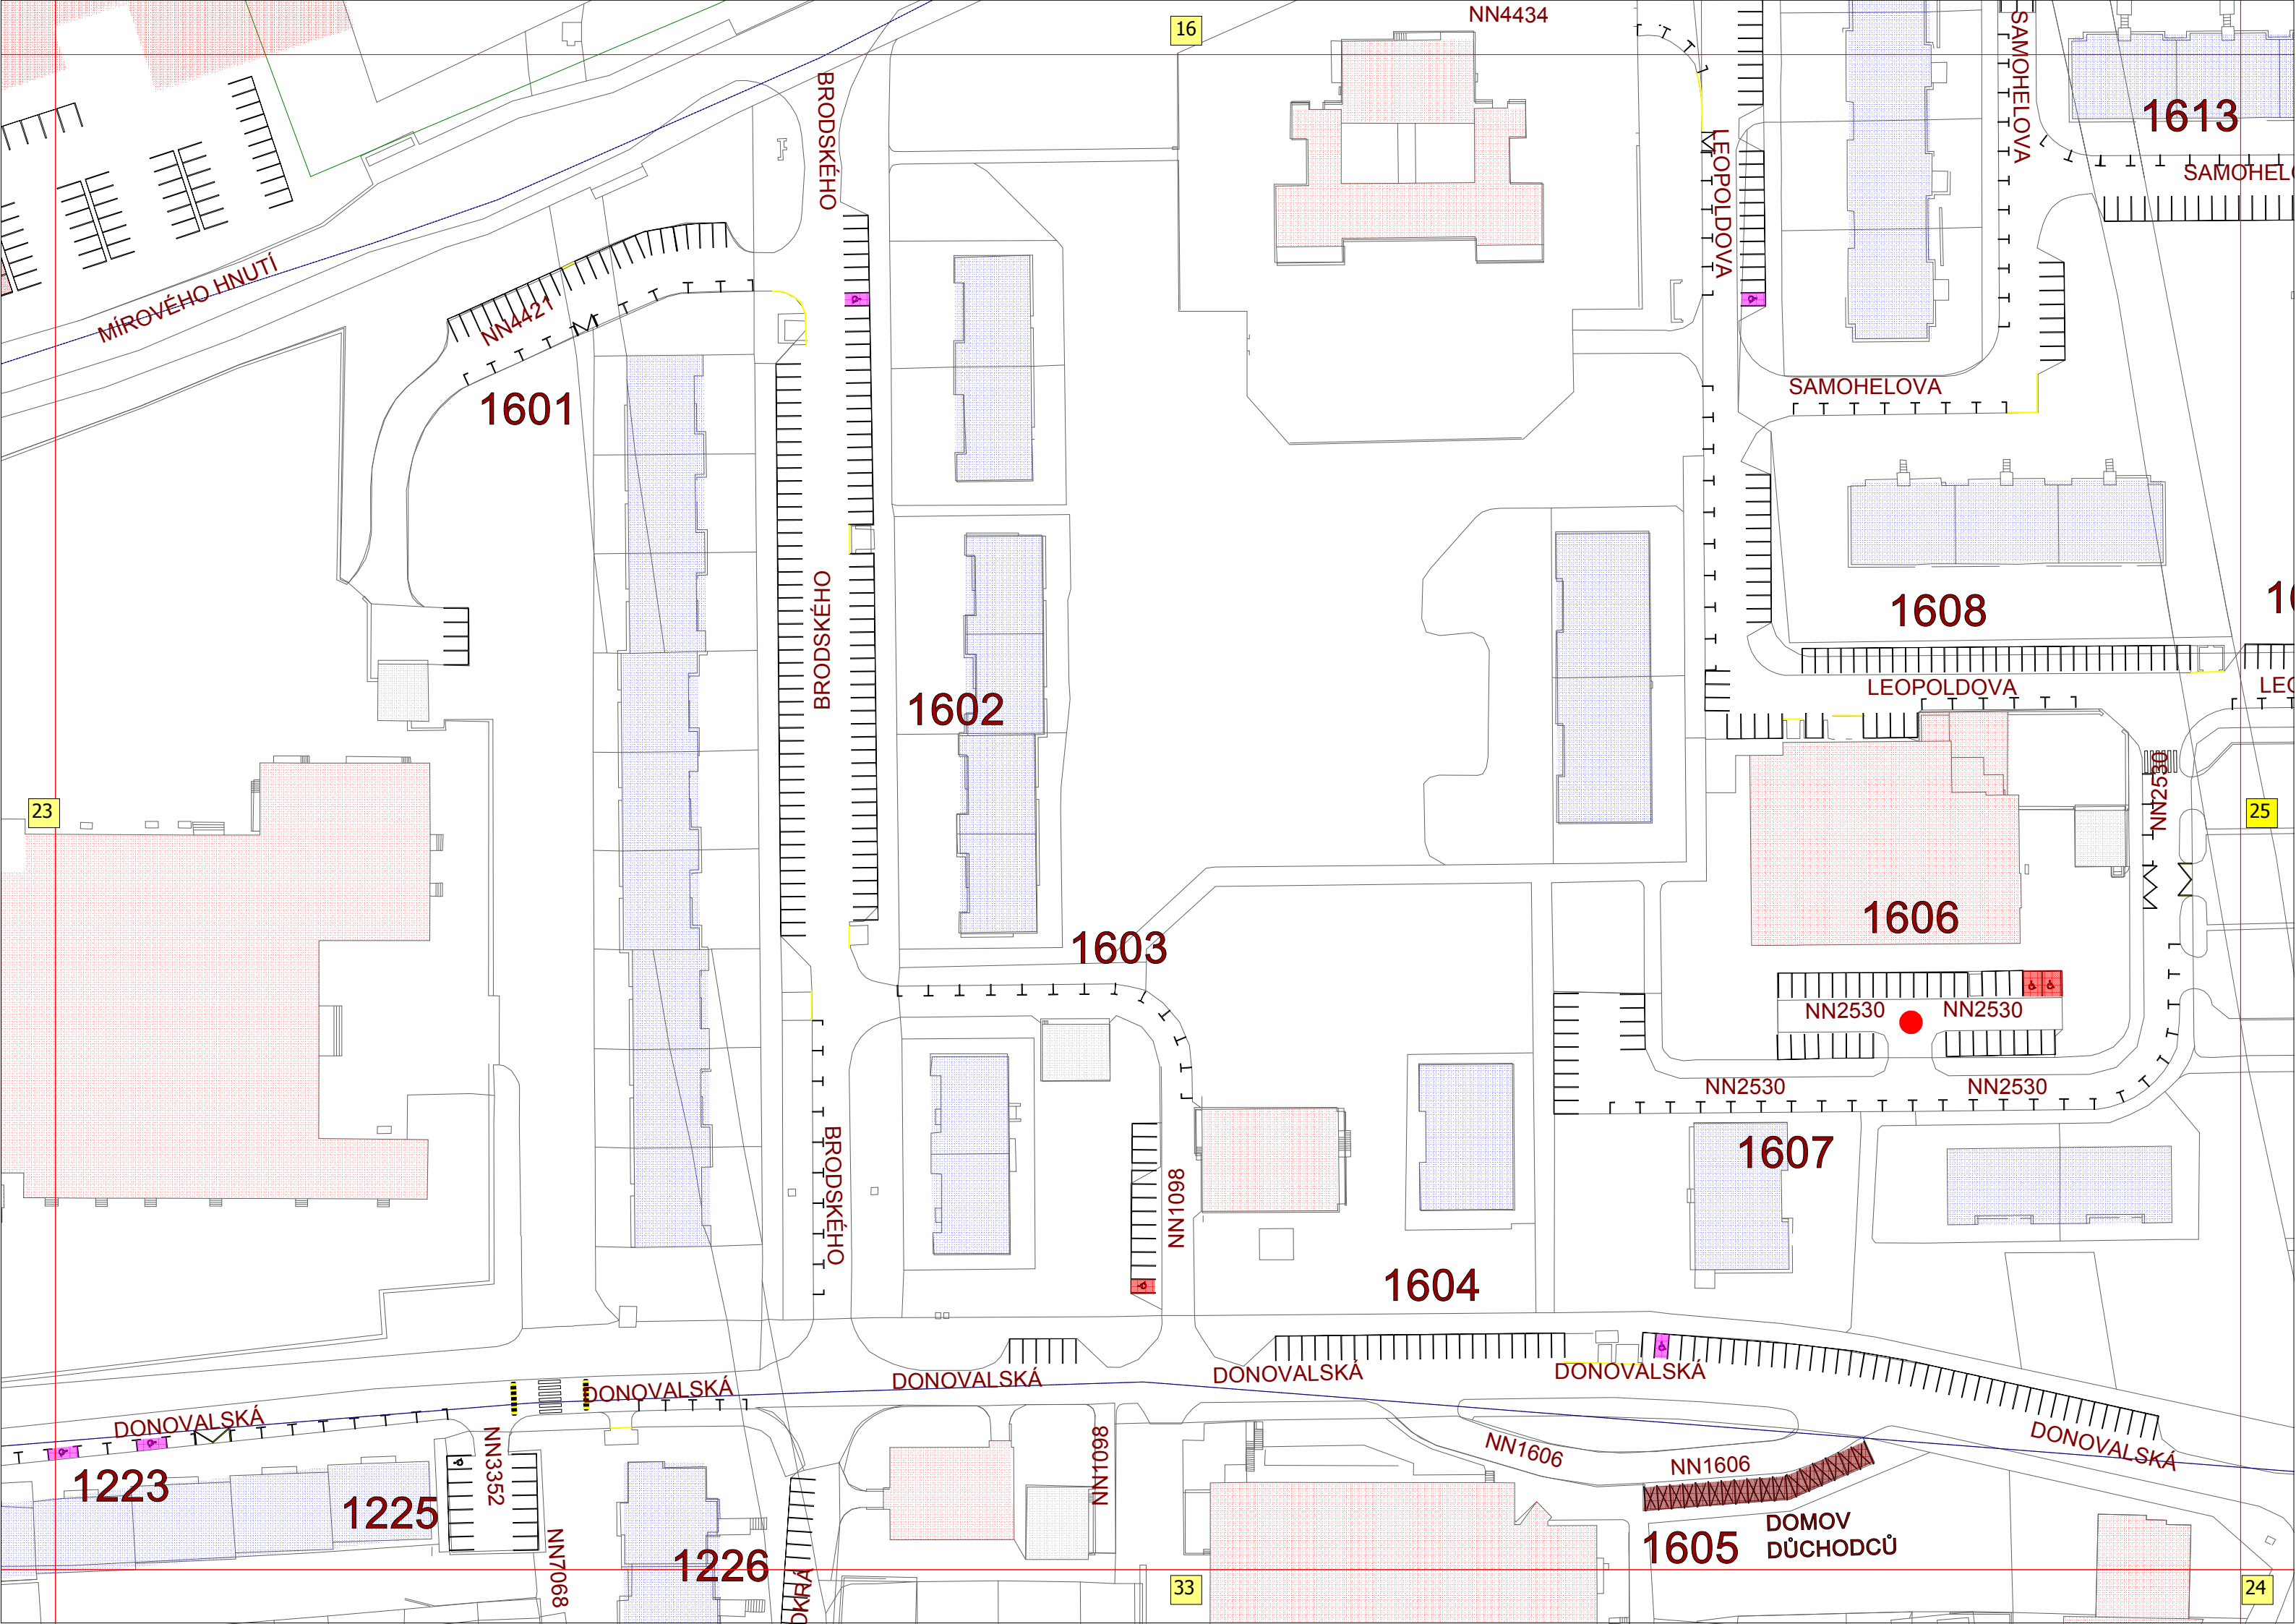 NN4434
16
SAMOHELOVA
BRODSKÉHO
1613
LEOPOLDOVA
SAMOHELO
MÍROVÉHO HNUTÍ
NN4421
1601
SAMOHELOVA
BRODSKÉHO
1608
LEOPOLDOVA
1602
NN2530
23
25
1606
1603
NN2530
NN2530
NN2530
NN2530
1607
BRODSKÉHO
NN1098
1604
DONOVALSKÁ
DONOVALSKÁ
DONOVALSKÁ
DONOVALSKÁ
DONOVALSKÁ
DONOVALSKÁ
NN3352
NN1098
NN1606
NN1606
1223
1225
1605
DOMOV
DŮCHODCŮ
1226
NN7068
33
24